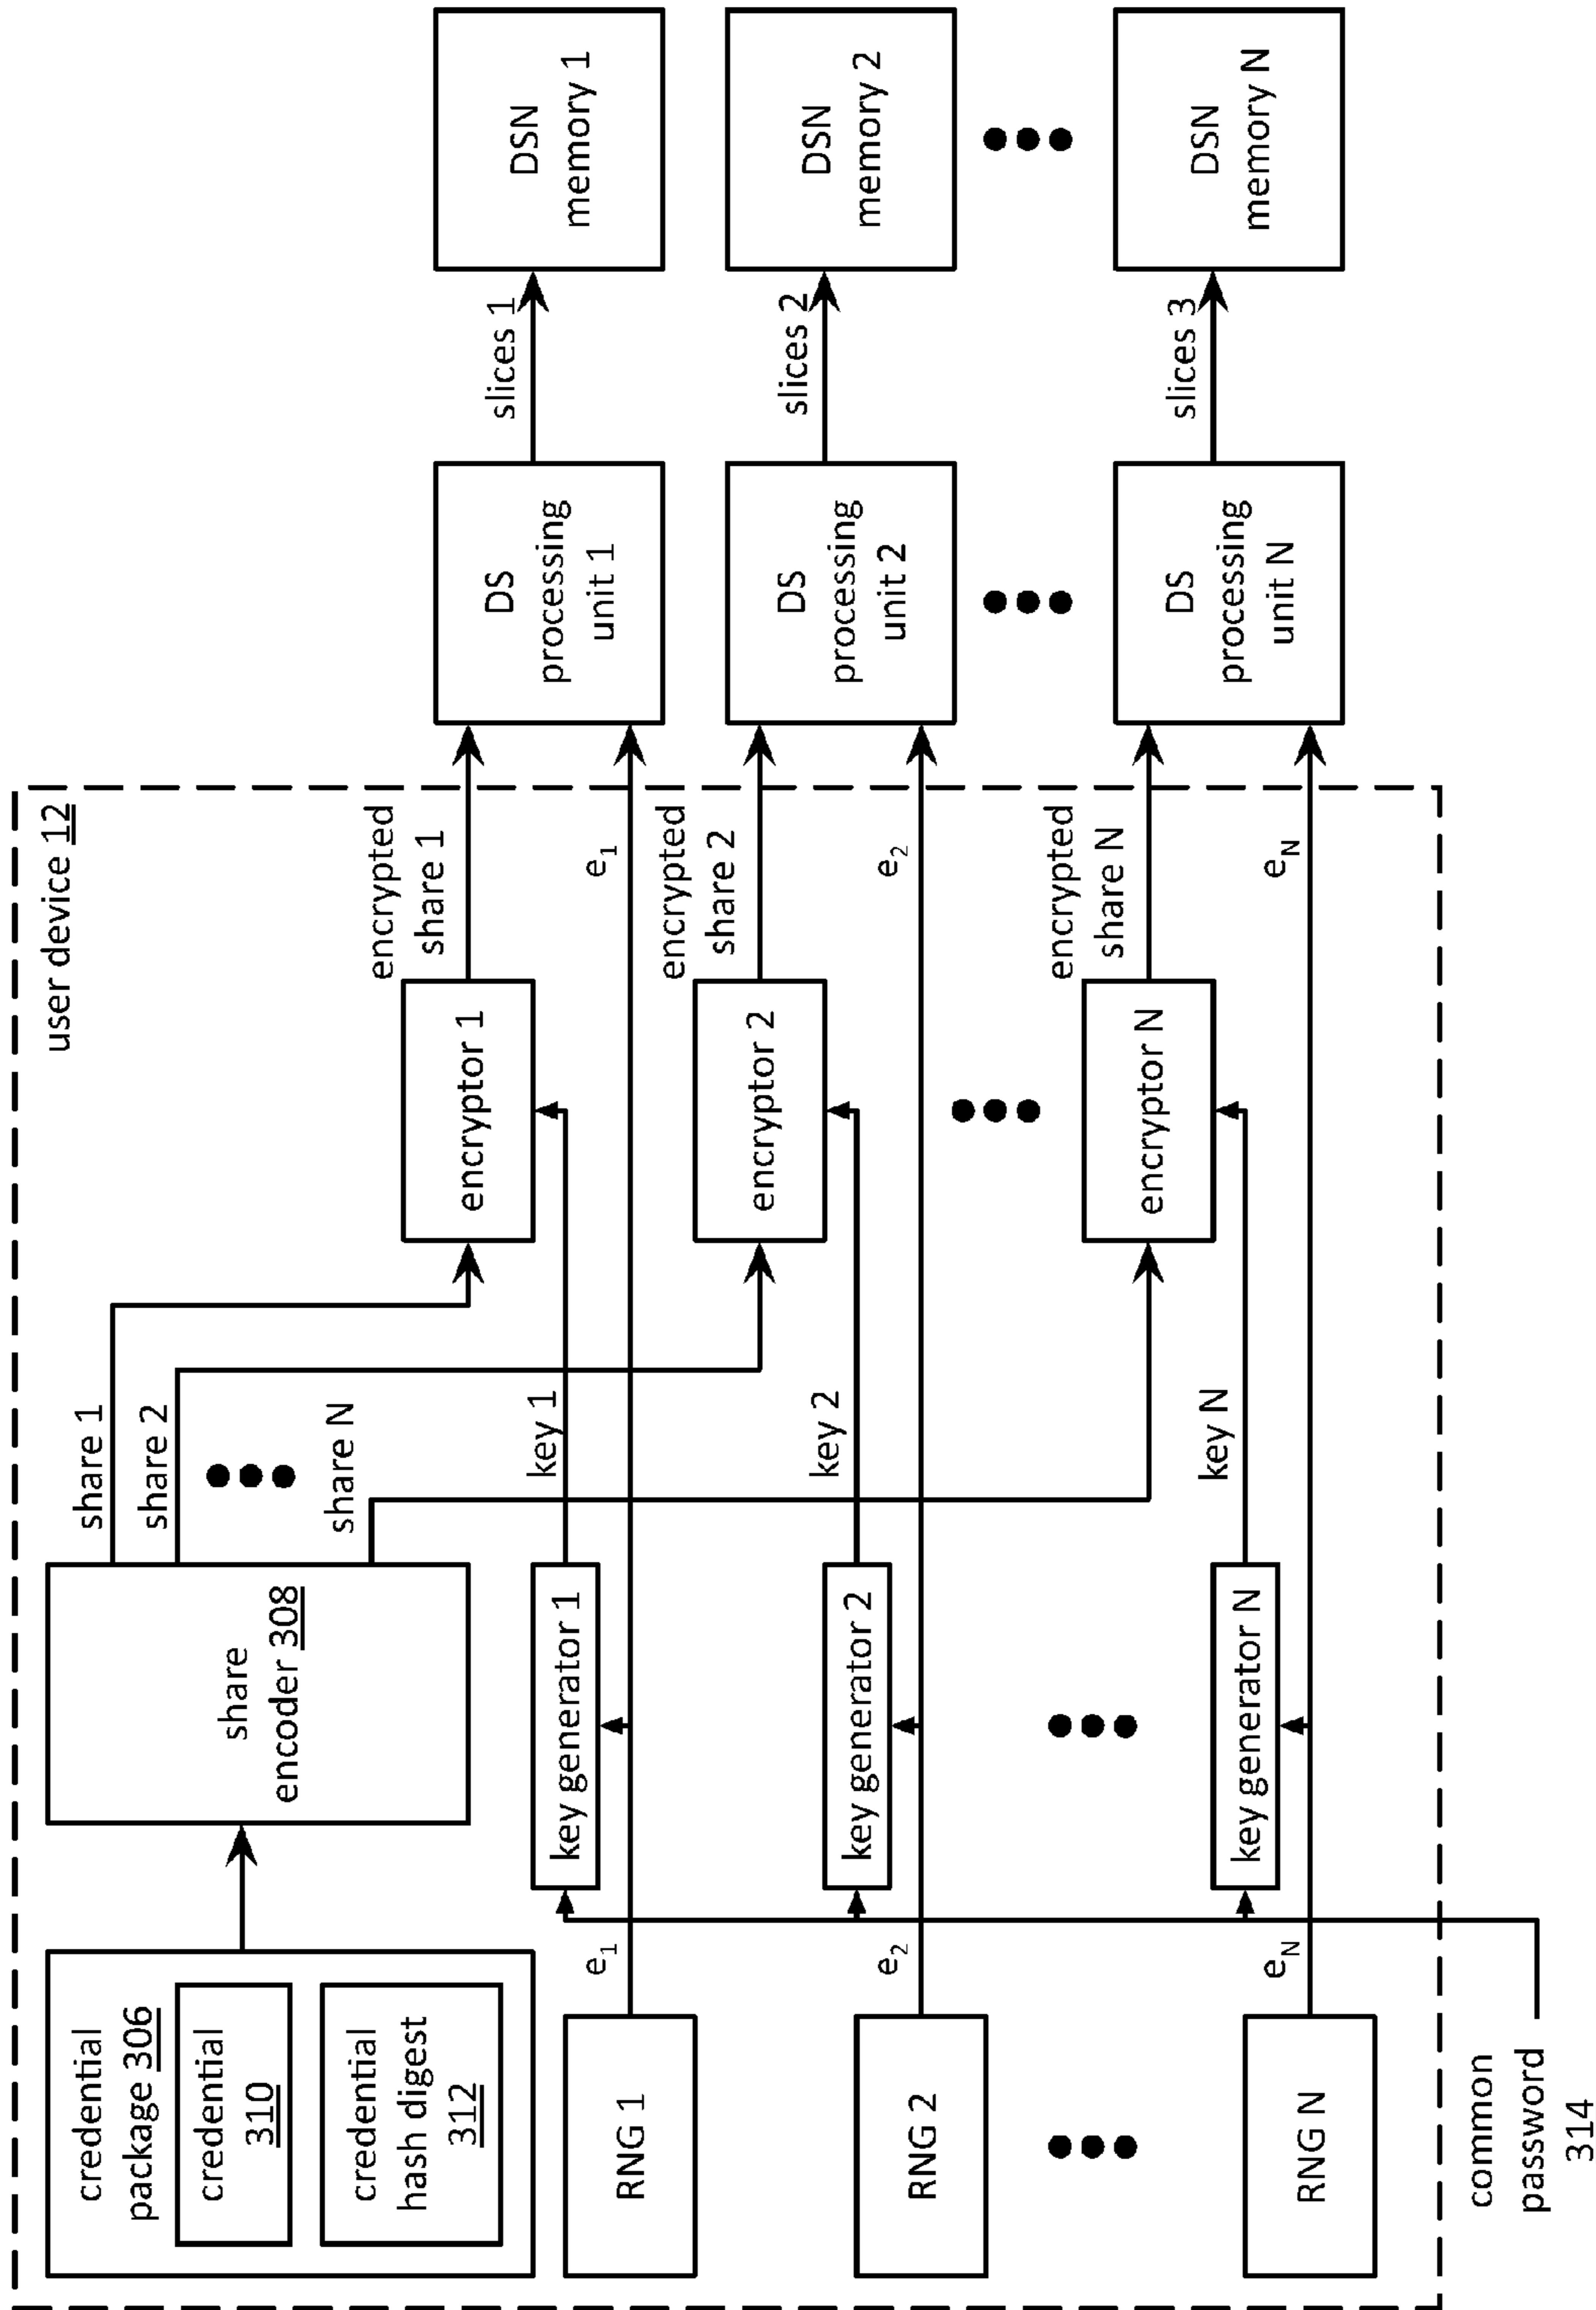 user device 12
credential
package 306
credential
310
credential
hash digest
312
share
encoder 308
share 1
share 2
share N
encryptor 1
encrypted
share 1
DS
processing
unit 1
slices 1
DSN
memory 1
key generator 1
key 1
RNG 1
e1
e1
encryptor 2
encrypted
share 2
DS
processing
unit 2
slices 2
DSN
memory 2
key generator 2
key 2
RNG 2
e2
e2
encryptor N
encrypted
share N
DS
processing
unit N
slices 3
DSN
memory N
key generator N
key N
RNG N
eN
eN
common
password
314